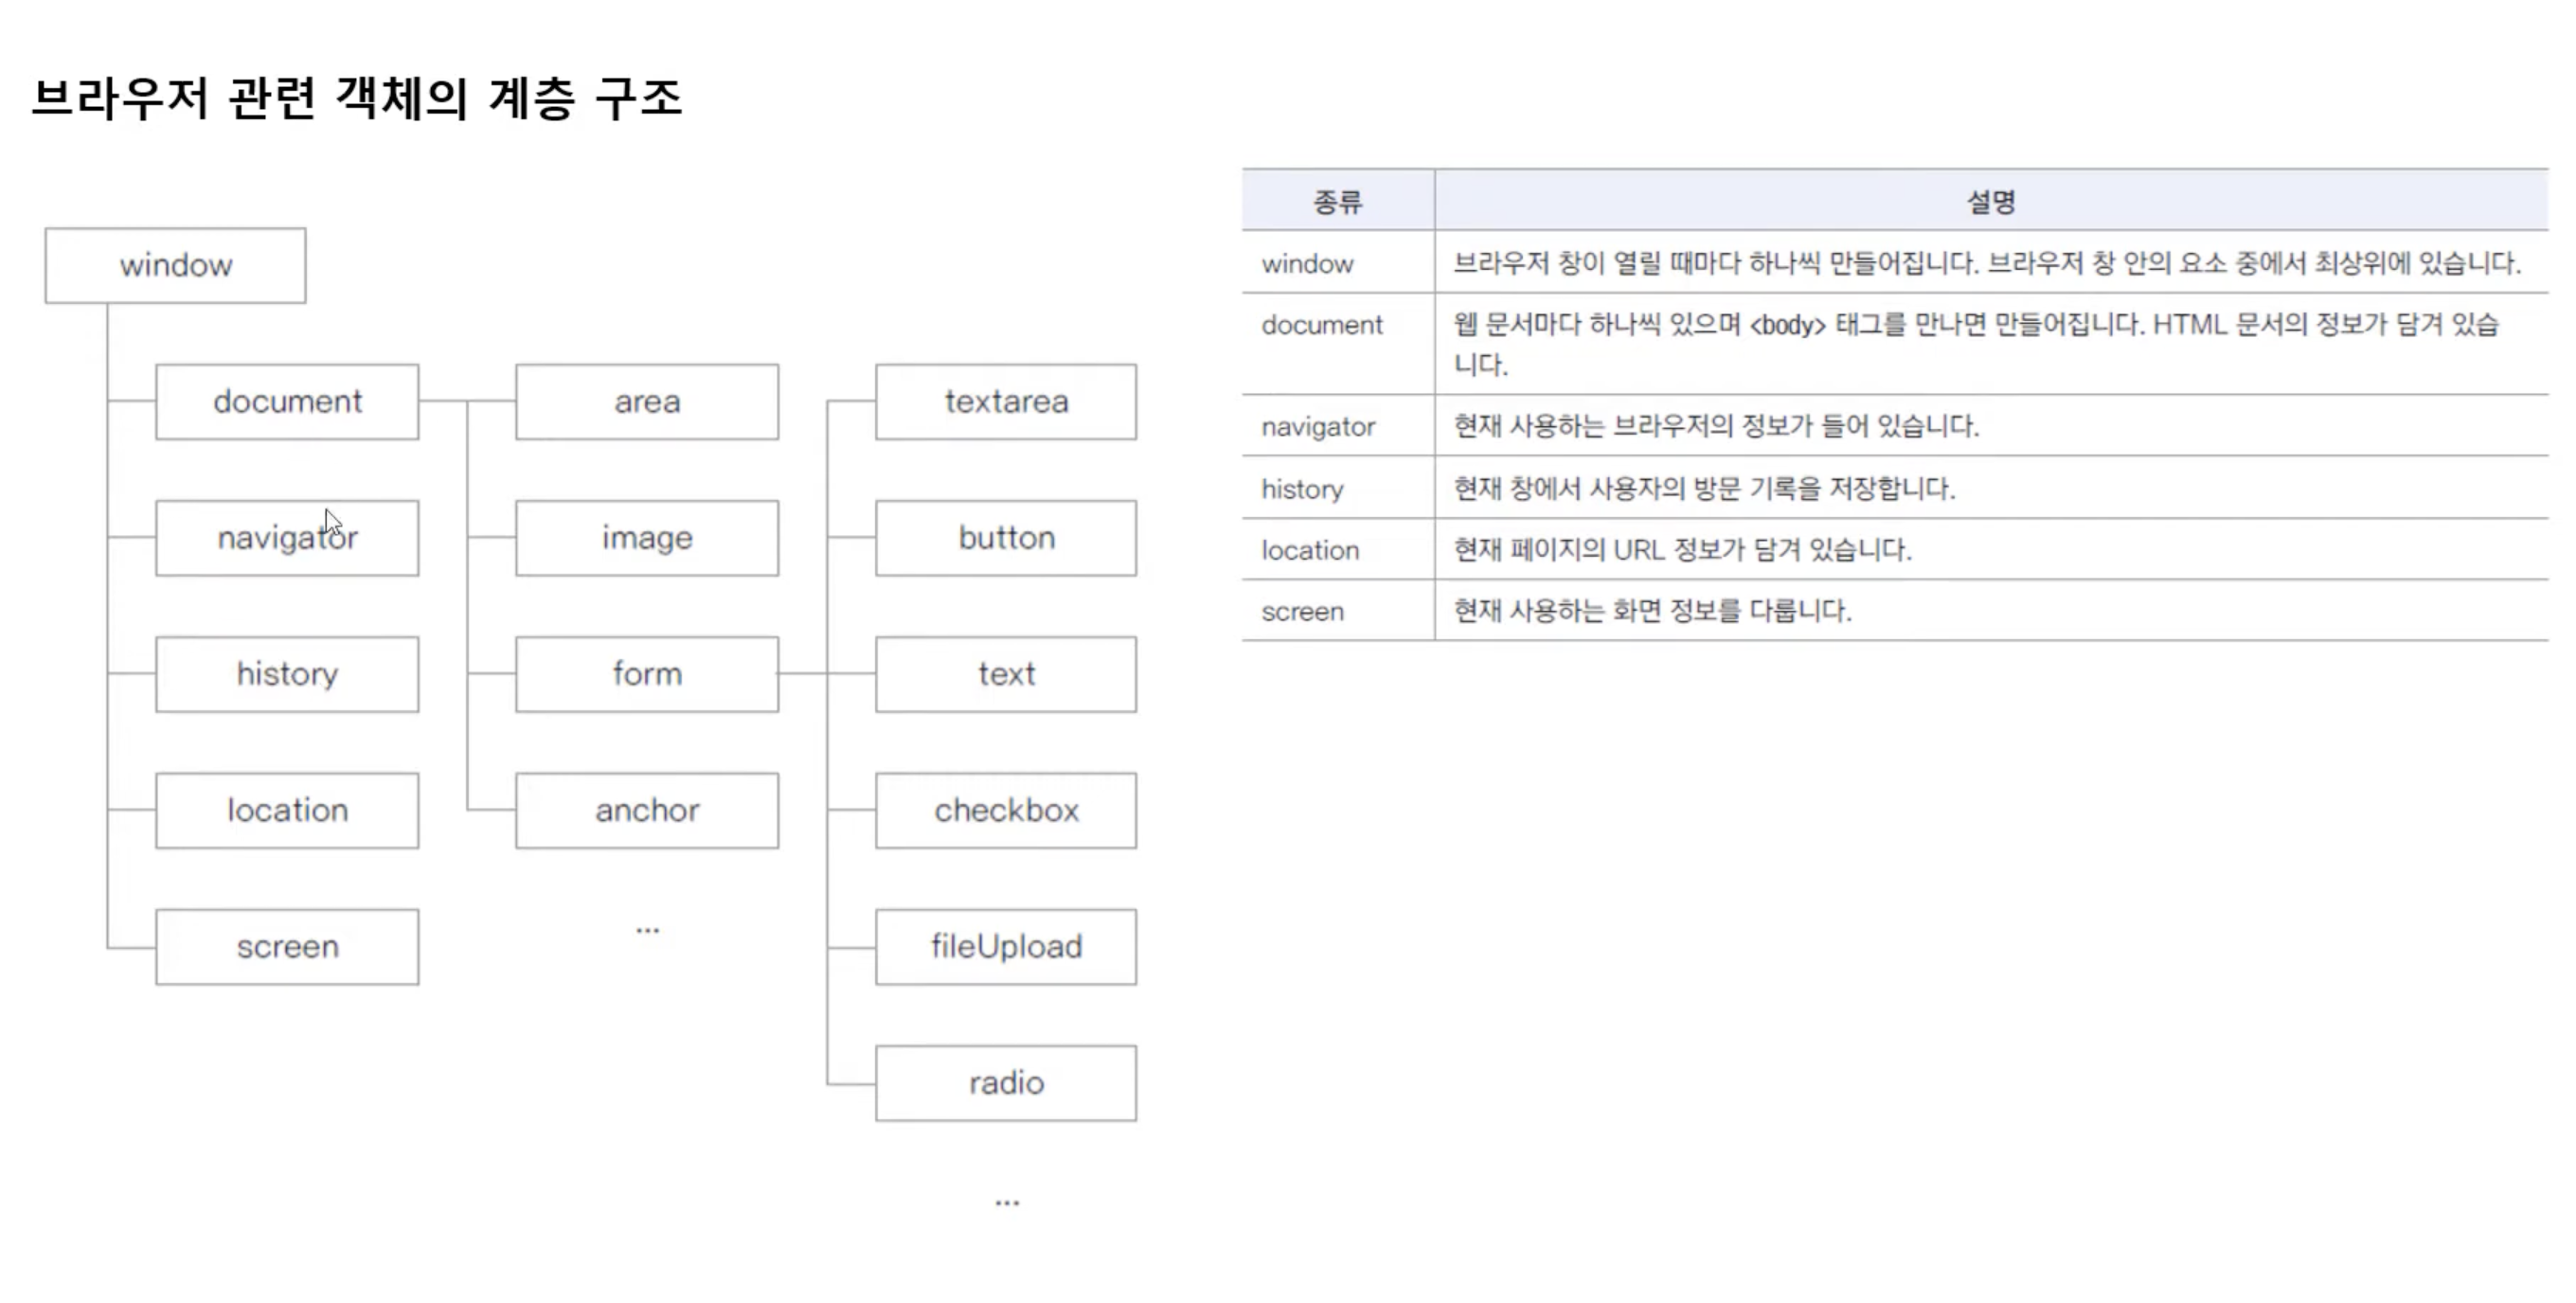 브라우저 관련 객체의 계층 구조
window
document
navigator
history
location
screen
area
image
form
anchor
...
textarea
button
text
checkbox
fileUpload
radio
...
종류 설명
window 브라우저 창이 열릴 때마다 하나씩 만들어집니다. 브라우저 창 안의 요소 중에서 최상위에 있습니다.
document 웹 문서마다 하나씩 있으며 <body> 태그를 만나면 만들어집니다. HTML 문서의 정보가 담겨 있습
니다.
navigator 현재 사용하는 브라우저의 정보가 들어 있습니다.
history 현재 창에서 사용자의 방문 기록을 저장합니다.
location 현재 페이지의 URL 정보가 담겨 있습니다.
screen 현재 사용하는 화면 정보를 다룹니다.